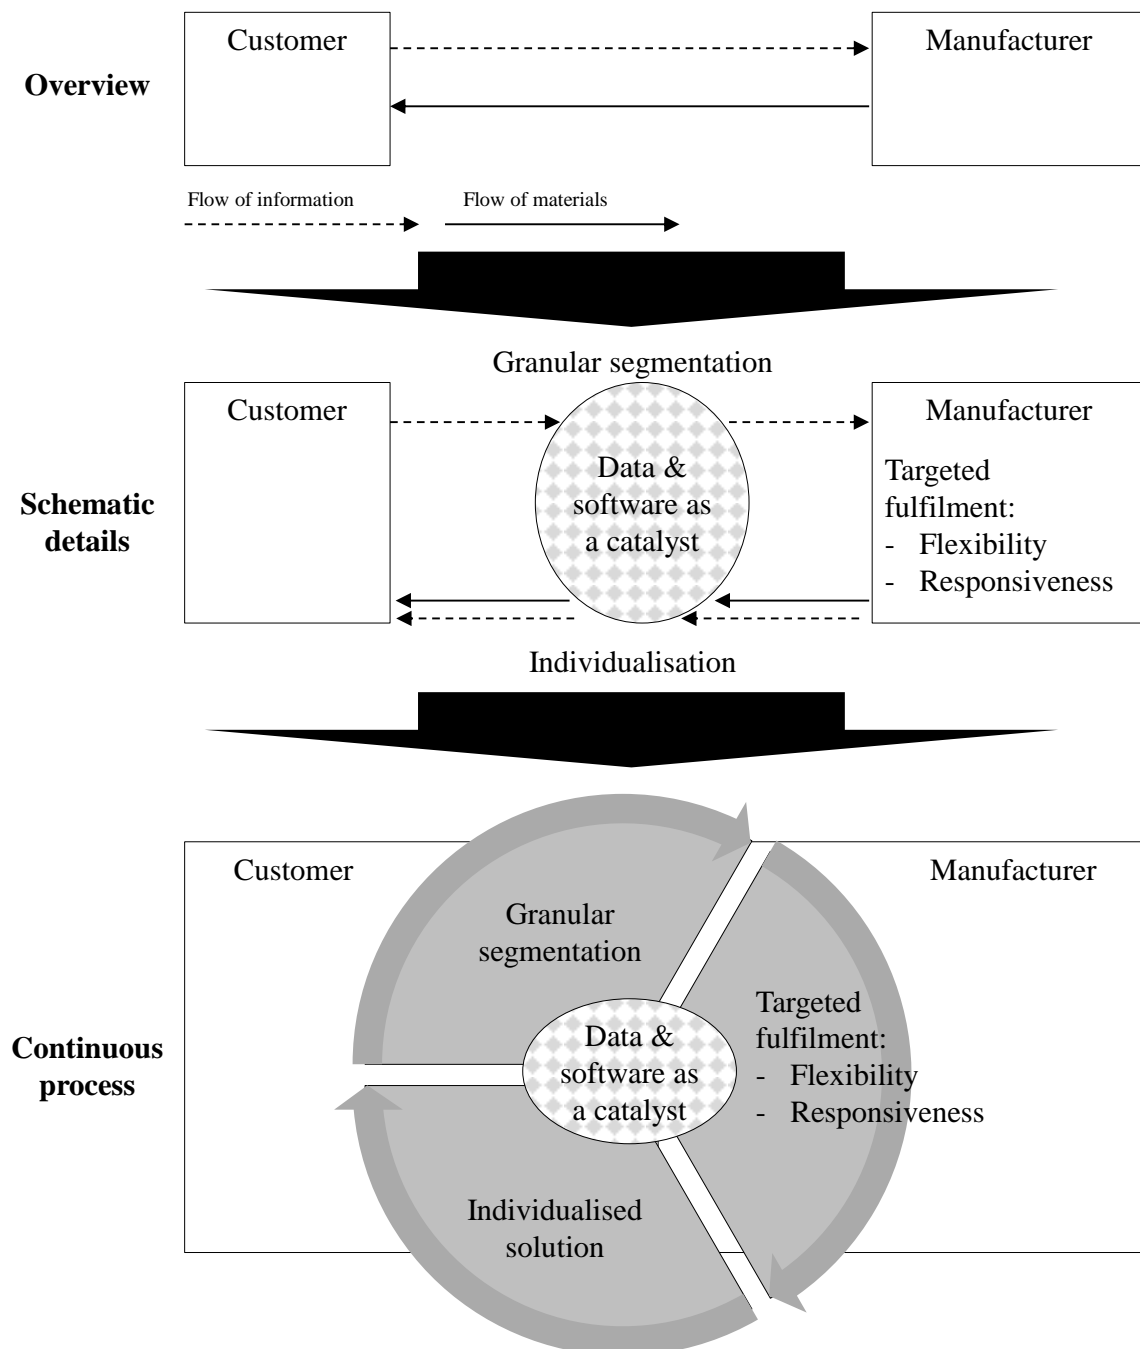 Customer
Manufacturer
Overview
Flow of information
Flow of materials
Granular segmentation
Customer
Manufacturer
Data &
software as
a catalyst
Targeted
fulfilment:
- Flexibility
- Responsiveness
Schematic
details
Individualisation
Customer
Manufacturer
Granular
segmentation
Targeted
fulfilment:
- Flexibility
- Responsiveness
Data &
software as
a catalyst
Continuous
process
Individualised
solution